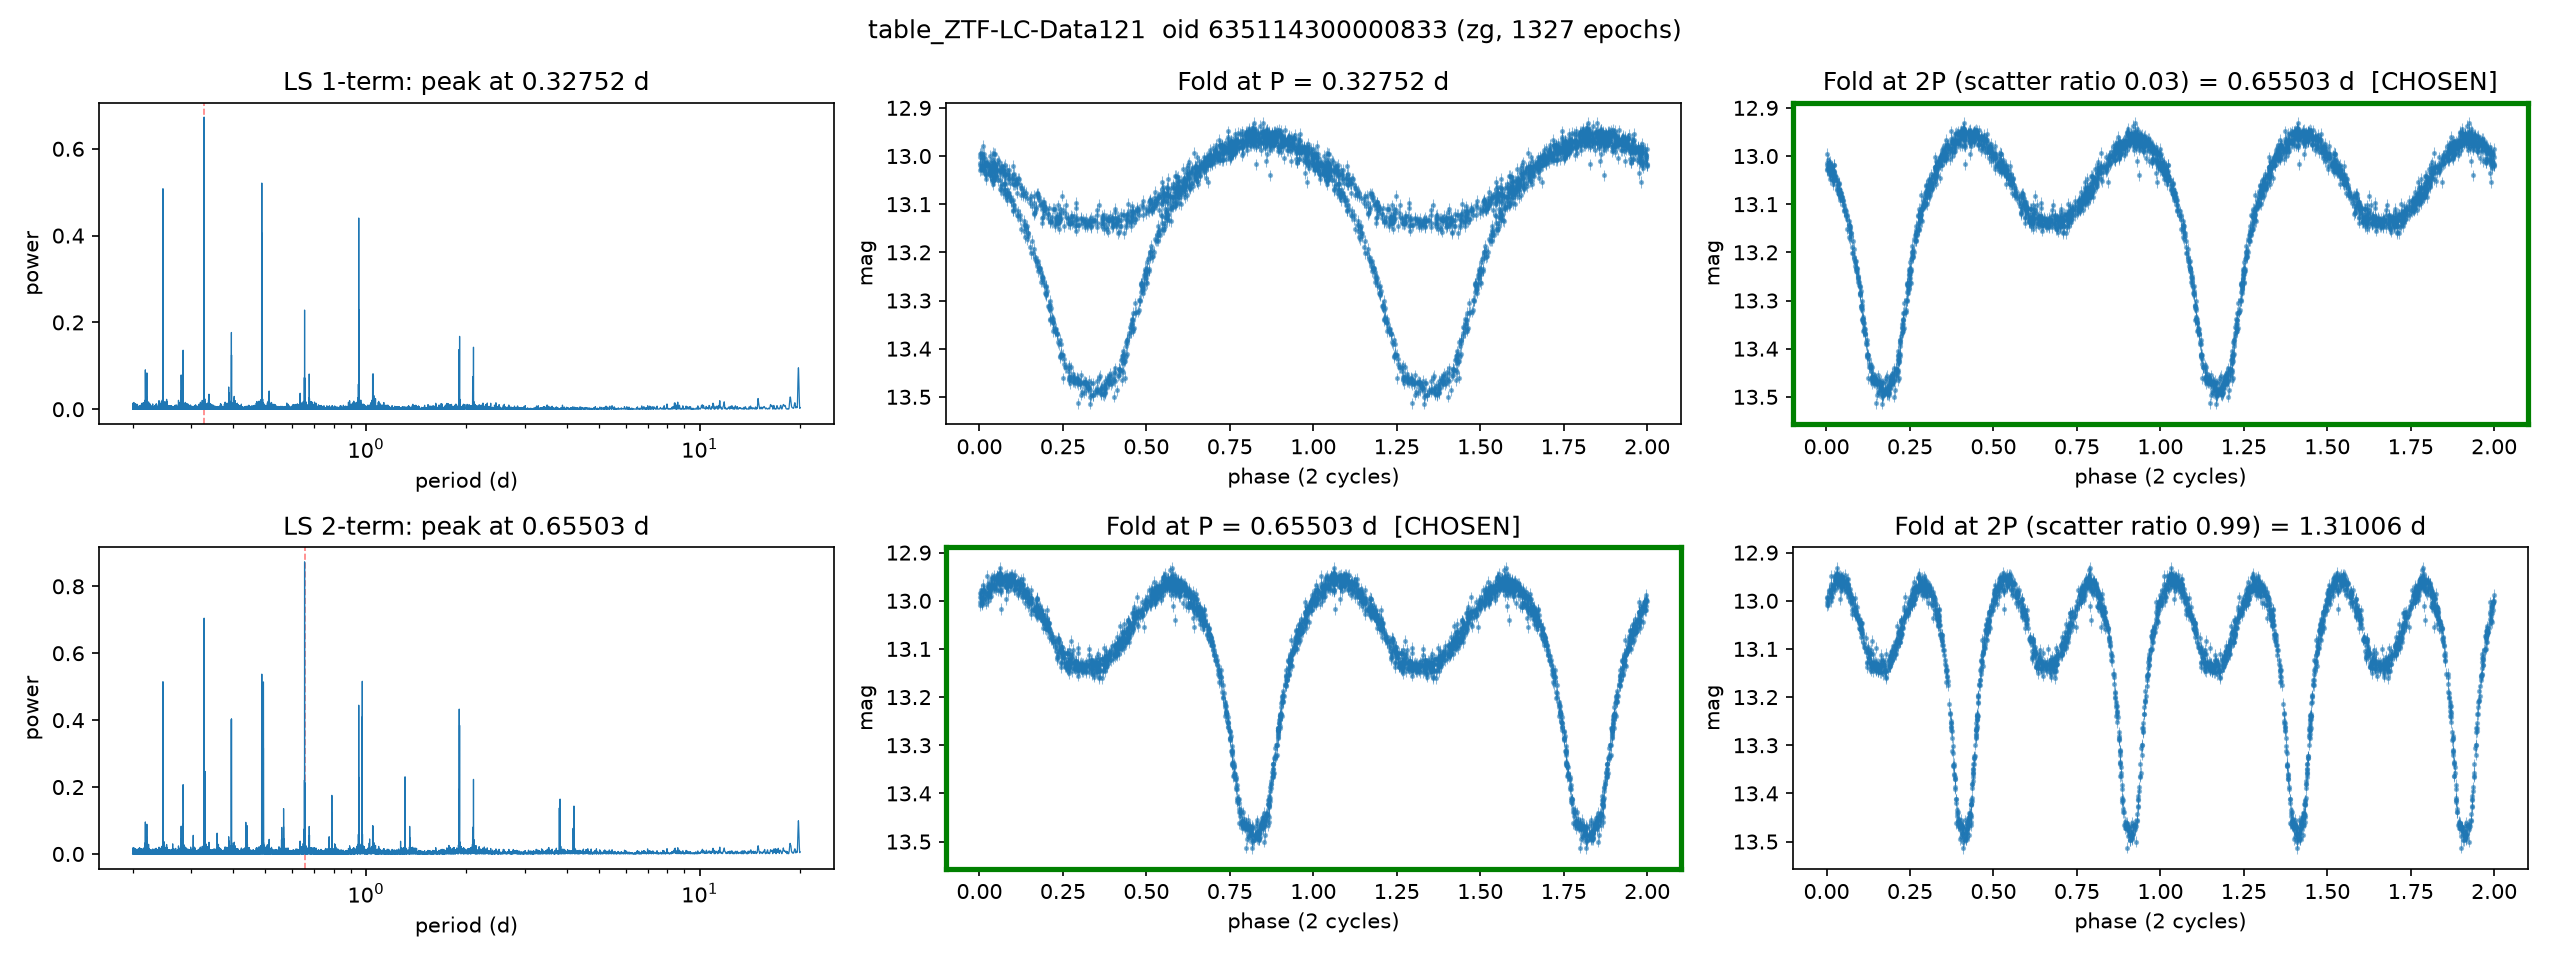 table_ZTF-LC-Data121  oid 635114300000833 (zg, 1327 epochs)
LS 1-term: peak at 0.32752 d
0.6
0.4
0.2
0.0
power
10⁰
10¹
period (d)
Fold at P = 0.32752 d
12.9
13.0
13.1
13.2
13.3
13.4
13.5
mag
0.00 0.25 0.50 0.75 1.00 1.25 1.50 1.75 2.00
phase (2 cycles)
Fold at 2P (scatter ratio 0.03) = 0.65503 d  [CHOSEN]
12.9
13.0
13.1
13.2
13.3
13.4
13.5
mag
0.00 0.25 0.50 0.75 1.00 1.25 1.50 1.75 2.00
phase (2 cycles)
LS 2-term: peak at 0.65503 d
0.8
0.6
0.4
0.2
0.0
power
10⁰
10¹
period (d)
Fold at P = 0.65503 d  [CHOSEN]
12.9
13.0
13.1
13.2
13.3
13.4
13.5
mag
0.00 0.25 0.50 0.75 1.00 1.25 1.50 1.75 2.00
phase (2 cycles)
Fold at 2P (scatter ratio 0.99) = 1.31006 d
12.9
13.0
13.1
13.2
13.3
13.4
13.5
mag
0.00 0.25 0.50 0.75 1.00 1.25 1.50 1.75 2.00
phase (2 cycles)